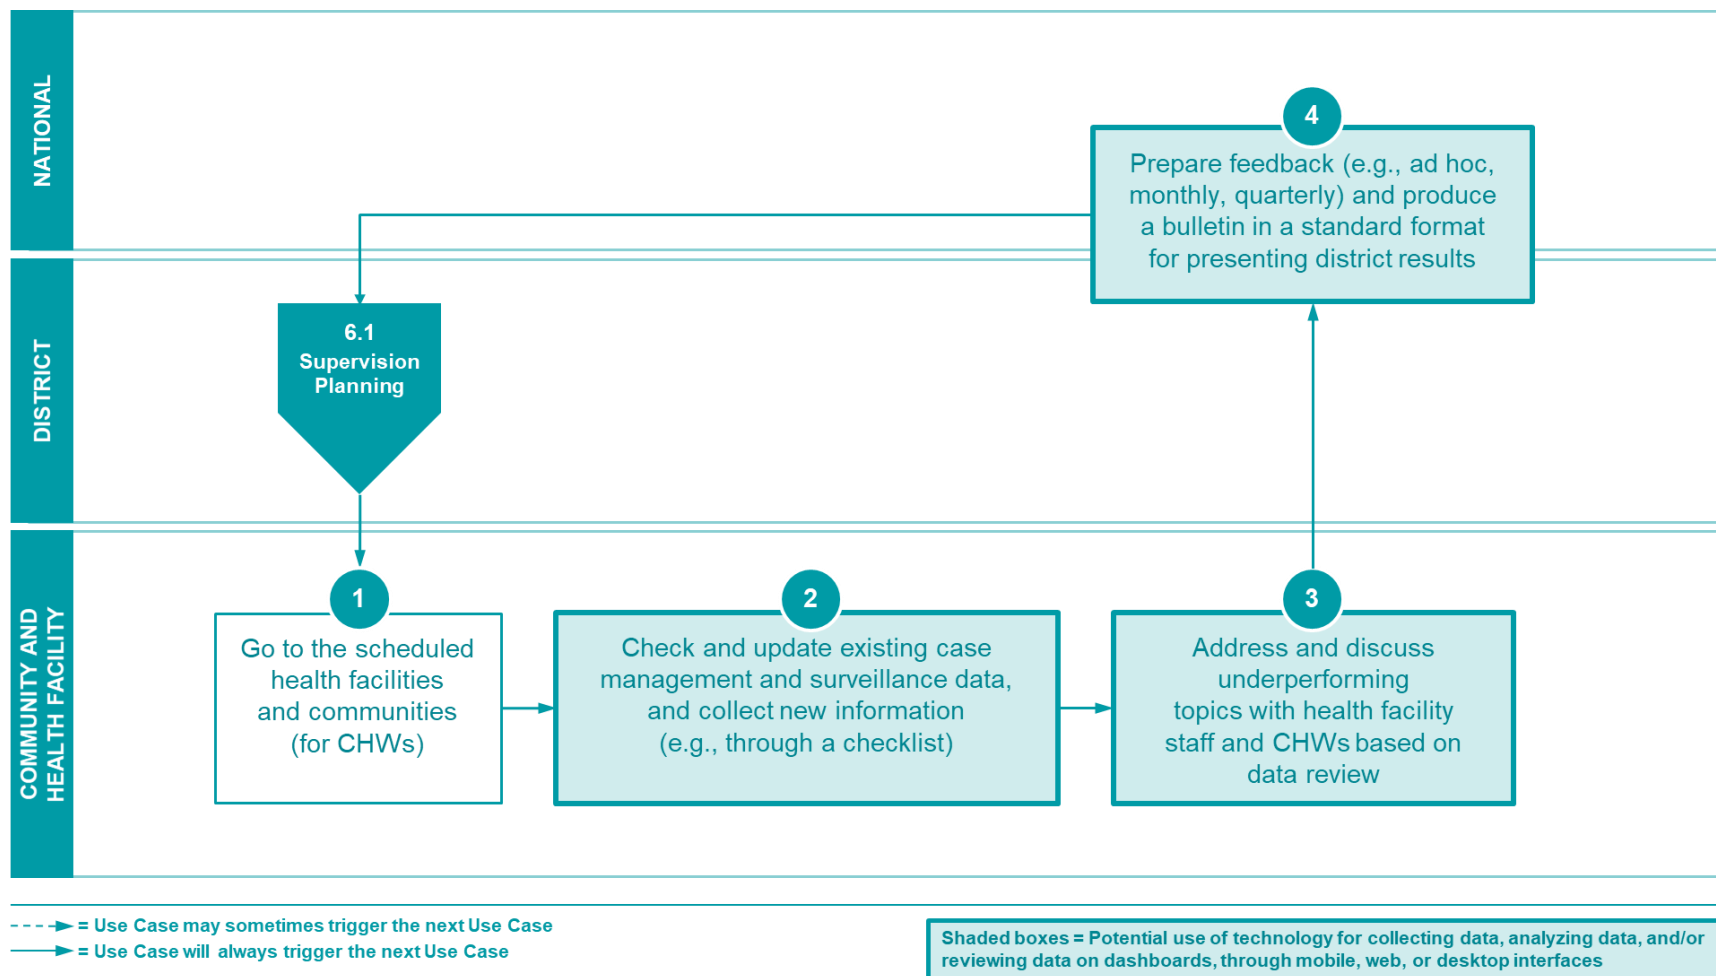 NATIONAL
4
Prepare feedback (e.g., ad hoc,
monthly, quarterly) and produce
a bulletin in a standard format
for presenting district results
DISTRICT
6.1
Supervision
Planning
COMMUNITY AND
HEALTH FACILITY
1
Go to the scheduled
health facilities
and communities
(for CHWs)
2
Check and update existing case
management and surveillance data,
and collect new information
(e.g., through a checklist)
3
Address and discuss
underperforming
topics with health facility
staff and CHWs based on
data review
= Use Case may sometimes trigger the next Use Case
= Use Case will always trigger the next Use Case
Shaded boxes = Potential use of technology for collecting data, analyzing data, and/or
reviewing data on dashboards, through mobile, web, or desktop interfaces